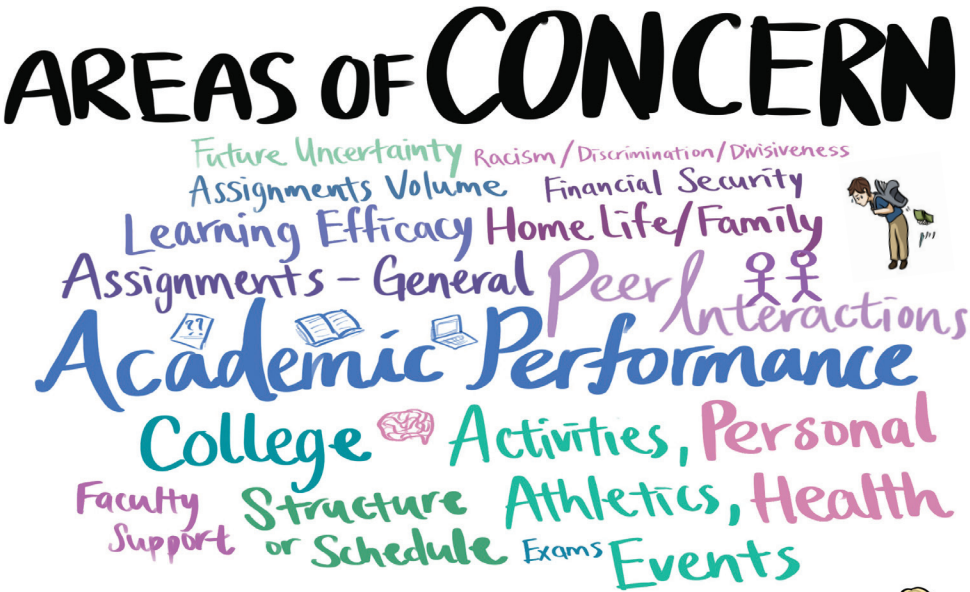 AREAS OF CONCERN
Future Uncertainty Racism/Discrimination/Divisiveness
Assignments Volume Financial Security
Learning Efficacy Home Life/Family
Assignments - General Peer Interactions
??
Academic Performance
College Activities, Personal
Faculty Structure Athletics, Health
Support or Schedule Exams Events